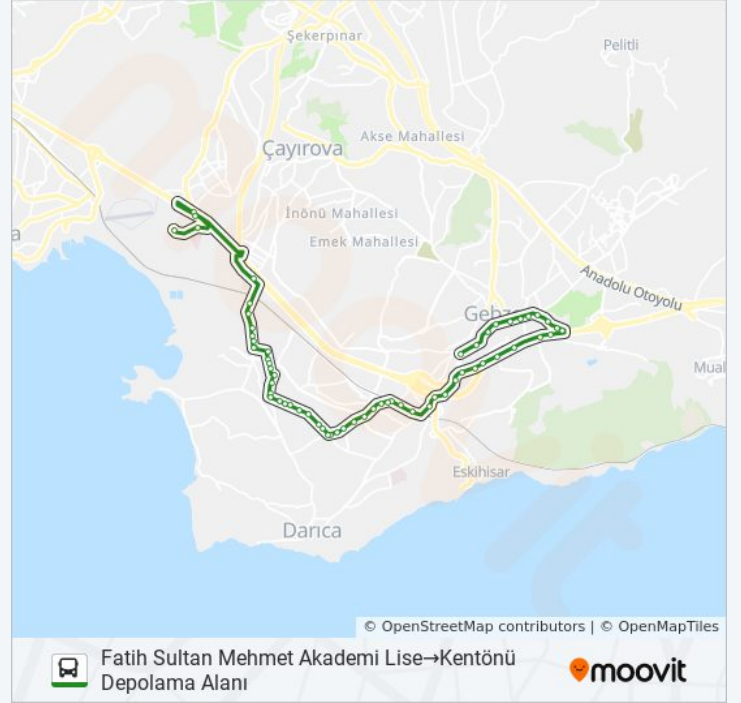 Şekerpınar
Pelitli
Akse Mahallesi
Çayırova
İnönü Mahallesi
Emek Mahallesi
a
Anadolu Otoyolu
Gebz
Mual
Eskihisar
Darıca
© OpenStreetMap contributors | © OpenMapTiles
Fatih Sultan Mehmet Akademi Lise→Kentönü
Depolama Alanı
moovit